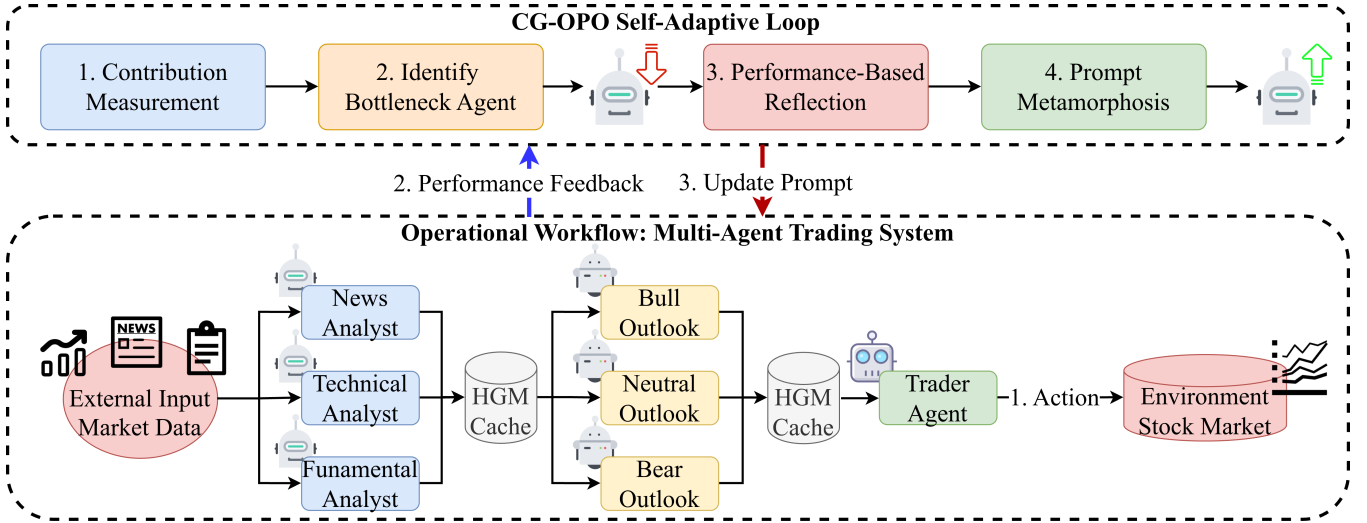 CG-OPO Self-Adaptive Loop
1. Contribution
Measurement
2. Identify
Bottleneck Agent
3. Performance-Based
Reflection
4. Prompt
Metamorphosis
2. Performance Feedback
3. Update Prompt
Operational Workflow: Multi-Agent Trading System
NEWS
External Input
Market Data
News
Analyst
Technical
Analyst
Funamental
Analyst
HGM
Cache
Bull
Outlook
Neutral
Outlook
Bear
Outlook
HGM
Cache
Trader
Agent
1. Action
Environment
Stock Market